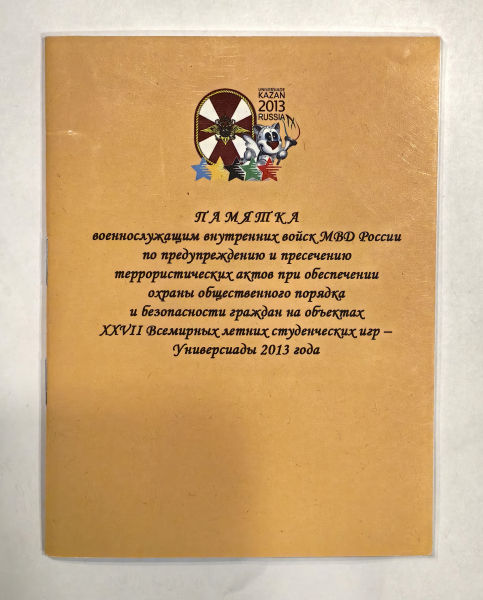 UNIVERSIADE
KAZAN
2013
RUSSIA
ПАМЯТКА
военнослужащим внутренних войск МВД России
по предупреждению и пресечению
террористических актов при обеспечении
охраны общественного порядка
и безопасности граждан на объектах
XXVII Всемирных летних студенческих игр –
Универсиады 2013 года